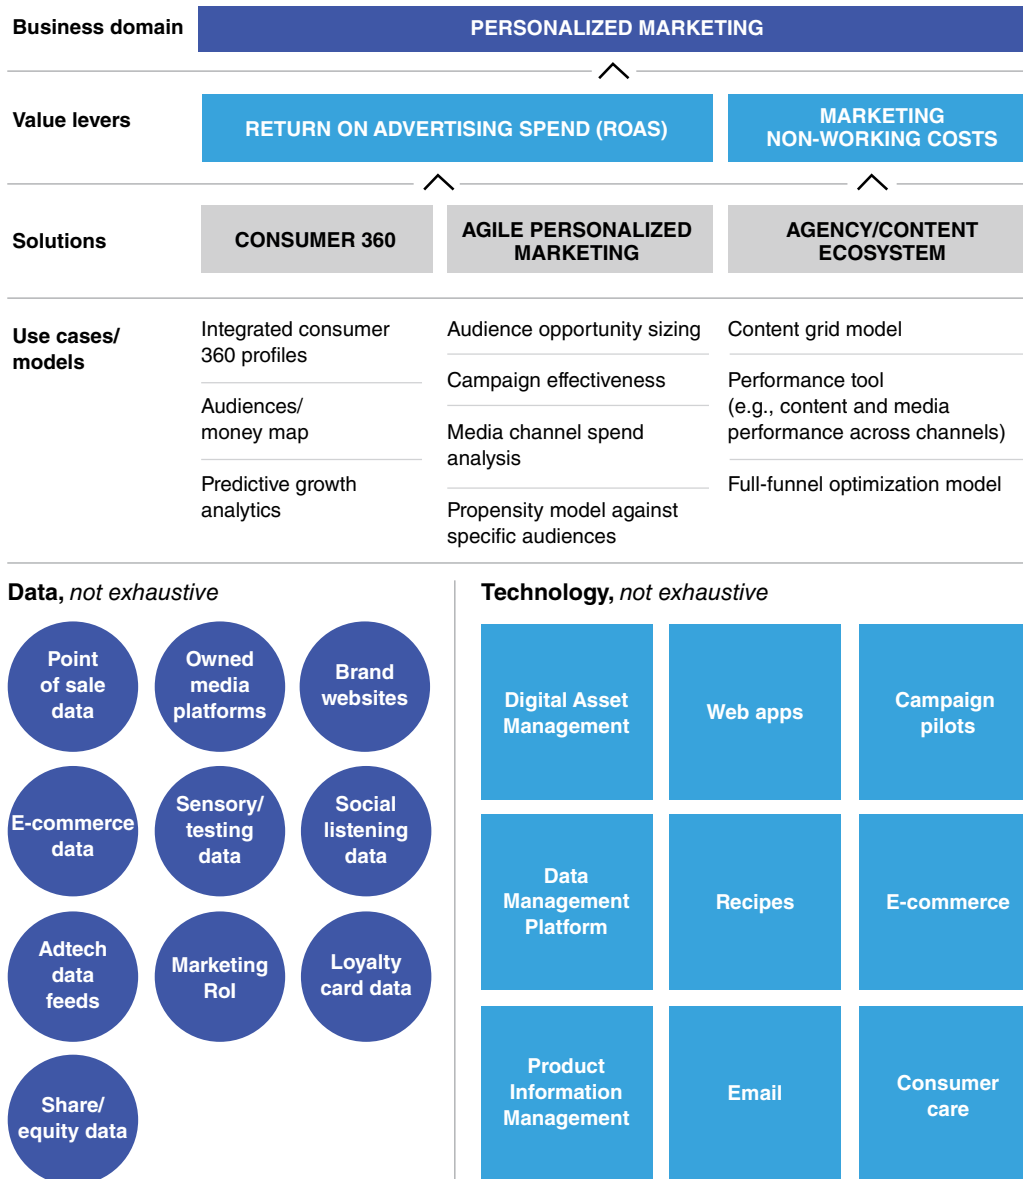 Business domain
PERSONALIZED MARKETING
Value levers
RETURN ON ADVERTISING SPEND (ROAS)
MARKETING
NON-WORKING COSTS
Solutions
CONSUMER 360
AGILE PERSONALIZED
MARKETING
AGENCY/CONTENT
ECOSYSTEM
Use cases/
models
Integrated consumer
360 profiles
Audiences/
money map
Predictive growth
analytics
Audience opportunity sizing
Campaign effectiveness
Media channel spend
analysis
Propensity model against
specific audiences
Content grid model
Performance tool
(e.g., content and media
performance across channels)
Full-funnel optimization model
Data, not exhaustive
Point
of sale
data
Owned
media
platforms
Brand
websites
E-commerce
data
Sensory/
testing
data
Social
listening
data
Adtech
data
feeds
Marketing
RoI
Loyalty
card data
Share/
equity data
Technology, not exhaustive
Digital Asset
Management
Web apps
Campaign
pilots
Data
Management
Platform
Recipes
E-commerce
Product
Information
Management
Email
Consumer
care